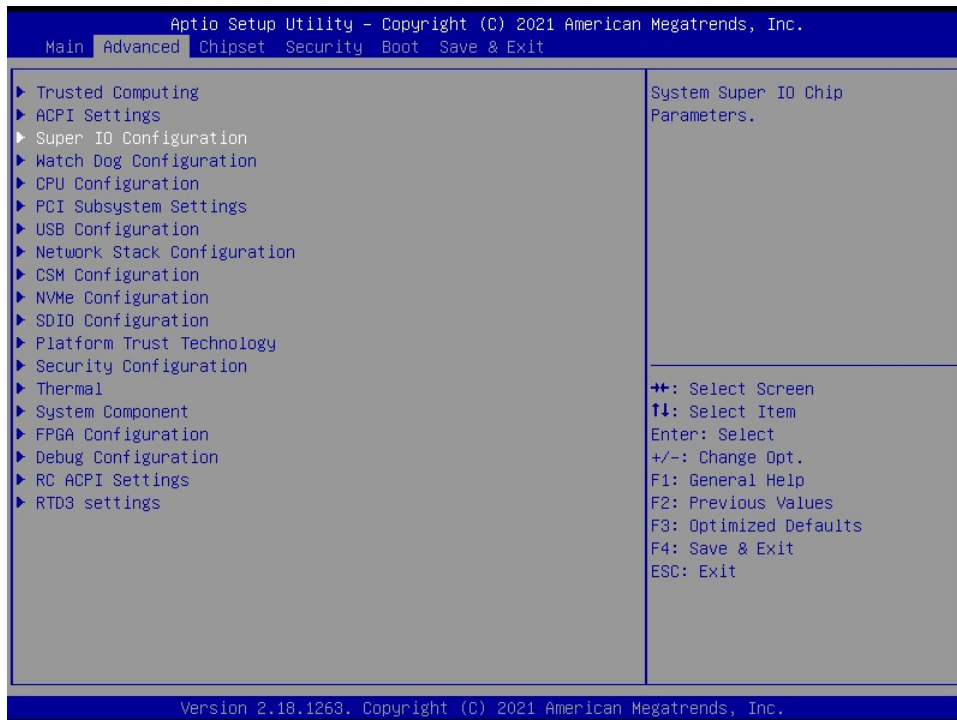 Aptio Setup Utility – Copyright (C) 2021 American Megatrends, Inc.
Main Advanced Chipset Security Boot Save & Exit
Trusted Computing
ACPI Settings
Super IO Configuration
Watch Dog Configuration
CPU Configuration
PCI Subsystem Settings
USB Configuration
Network Stack Configuration
CSM Configuration
NVMe Configuration
SDIO Configuration
Platform Trust Technology
Security Configuration
Thermal
System Component
FPGA Configuration
Debug Configuration
RC ACPI Settings
RTD3 settings
System Super IO Chip
Parameters.
→←: Select Screen
↑↓: Select Item
Enter: Select
+/-: Change Opt.
F1: General Help
F2: Previous Values
F3: Optimized Defaults
F4: Save & Exit
ESC: Exit
Version 2.18.1263. Copyright (C) 2021 American Megatrends, Inc.